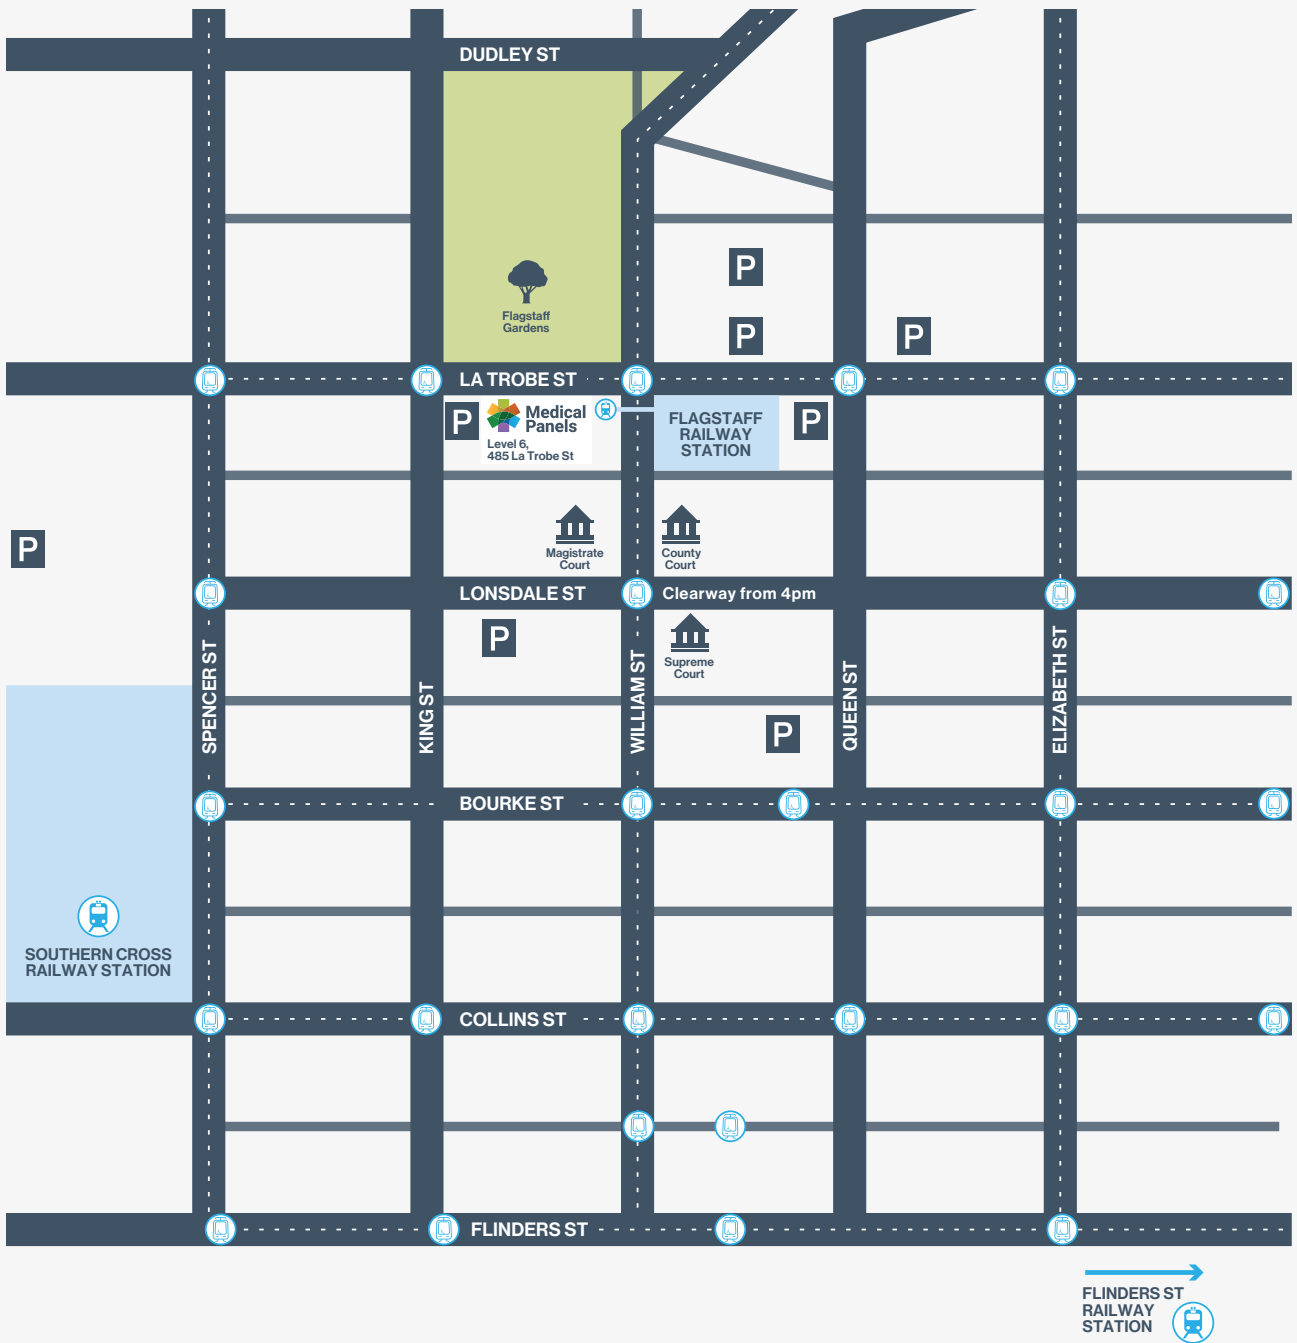 DUDLEY ST
P
Flagstaff
Gardens
P
P
LA TROBE ST
P
Medical
Panels
Level 6,
485 La Trobe St
FLAGSTAFF
RAILWAY
STATION
P
P
Magistrate
Court
County
Court
LONSDALE ST
Clearway from 4pm
P
Supreme
Court
SPENCER ST
KING ST
WILLIAM ST
QUEEN ST
ELIZABETH ST
P
BOURKE ST
SOUTHERN CROSS
RAILWAY STATION
COLLINS ST
FLINDERS ST
FLINDERS ST
RAILWAY
STATION